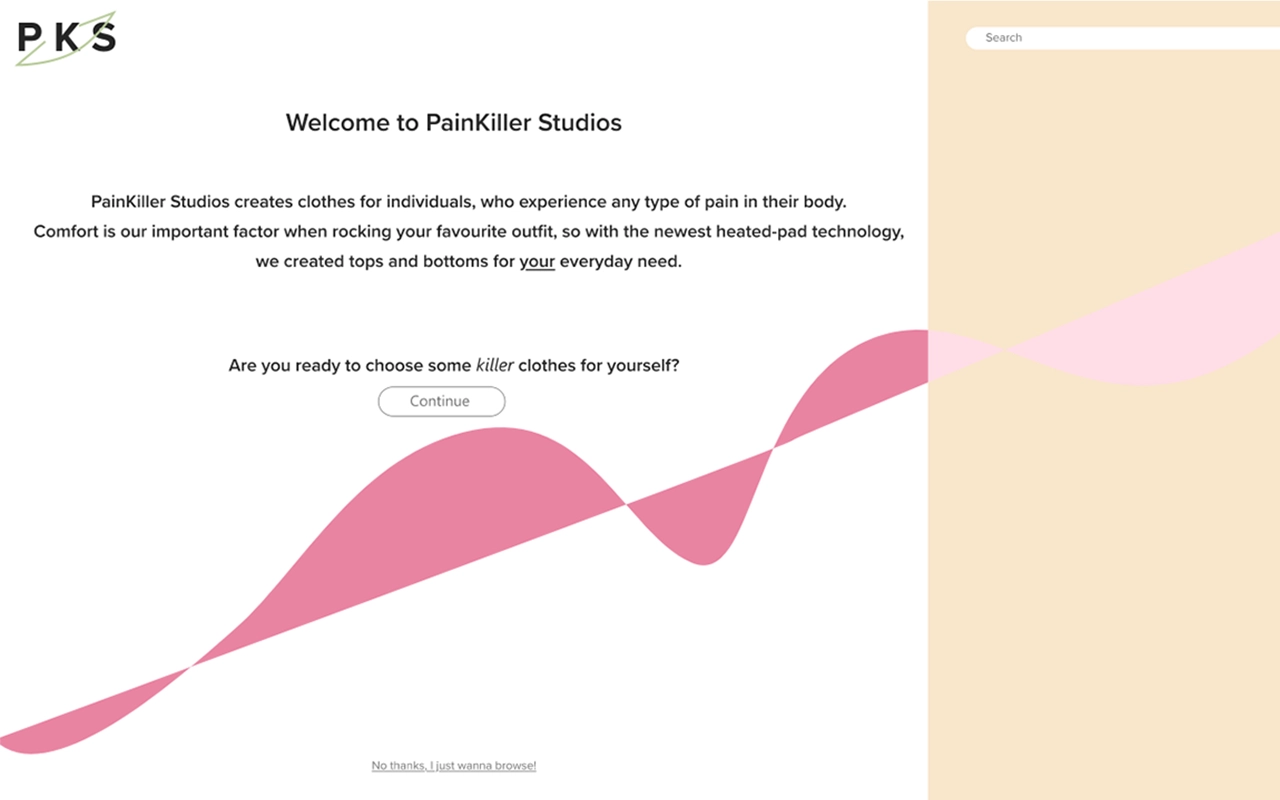 PKS
Search
Welcome to PainKiller Studios
PainKiller Studios creates clothes for individuals, who experience any type of pain in their body.
Comfort is our important factor when rocking your favourite outfit, so with the newest heated-pad technology,
we created tops and bottoms for your everyday need.
Are you ready to choose some killer clothes for yourself?
Continue
No thanks, I just wanna browse!